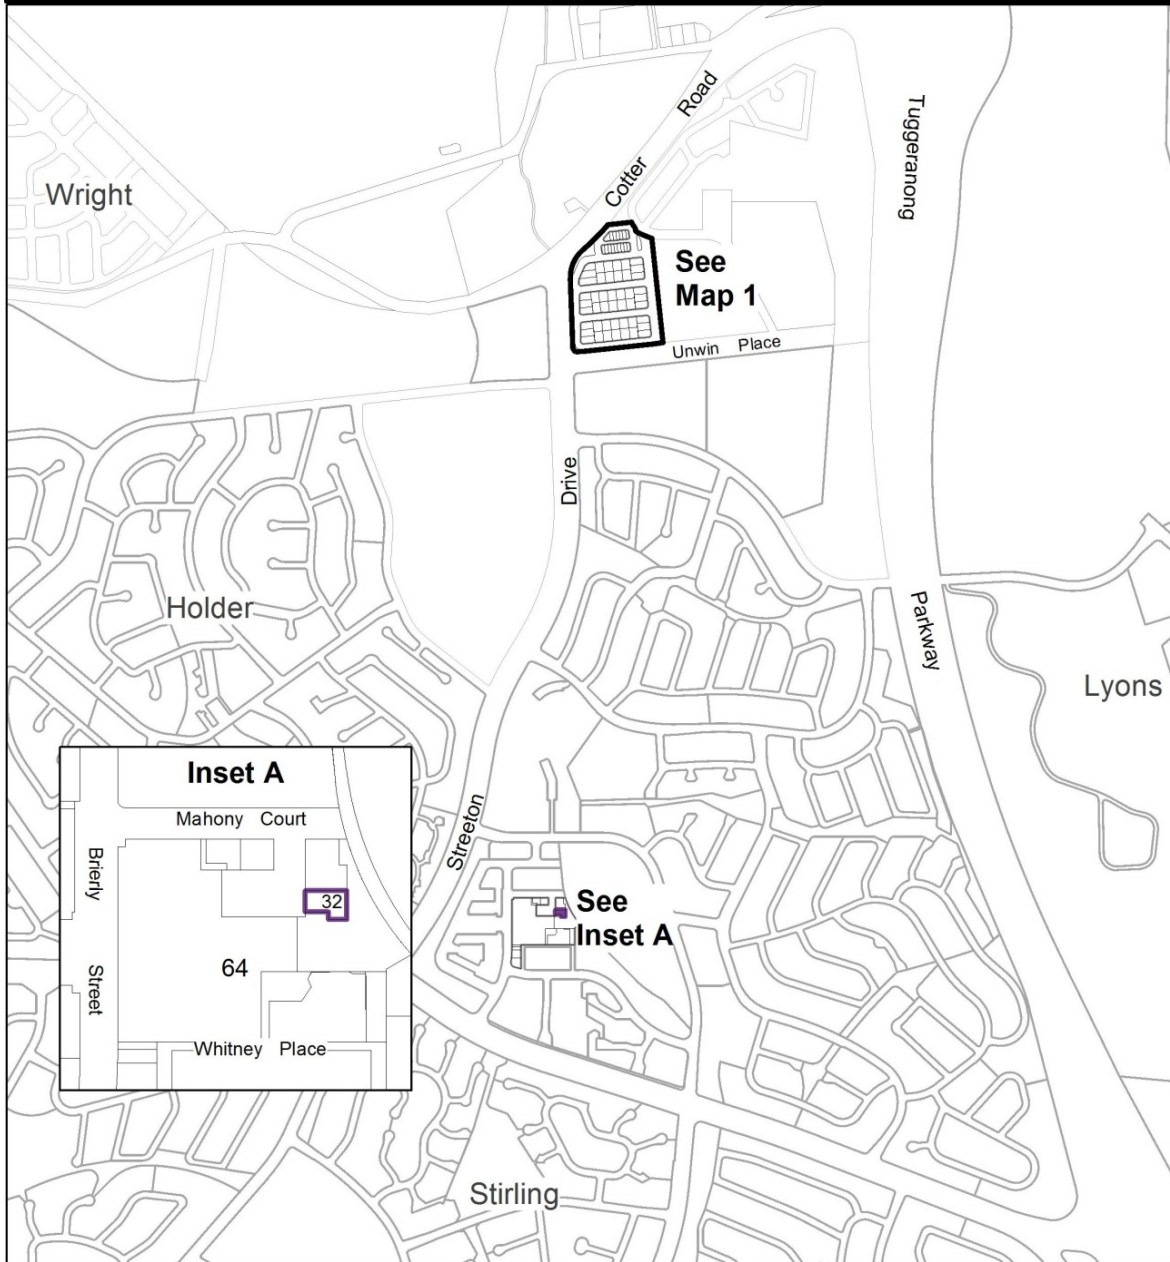 Road
Tuggeranong
Cotter
Wright
See
Map 1
Unwin Place
Drive
Holder
Parkway
Lyons
Inset A
Mahony Court
Brierly
Street
32
64
Whitney Place
Streeton
See
Inset A
Stirling